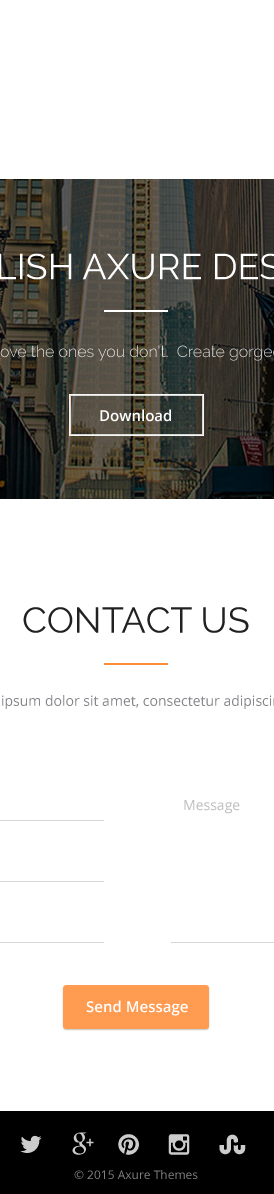 LISH AXURE DES
ove the ones you don't. Create gorge
Download
CONTACT US
ipsum dolor sit amet, consectetur adipisci
Message
Send Message
© 2015 Axure Themes